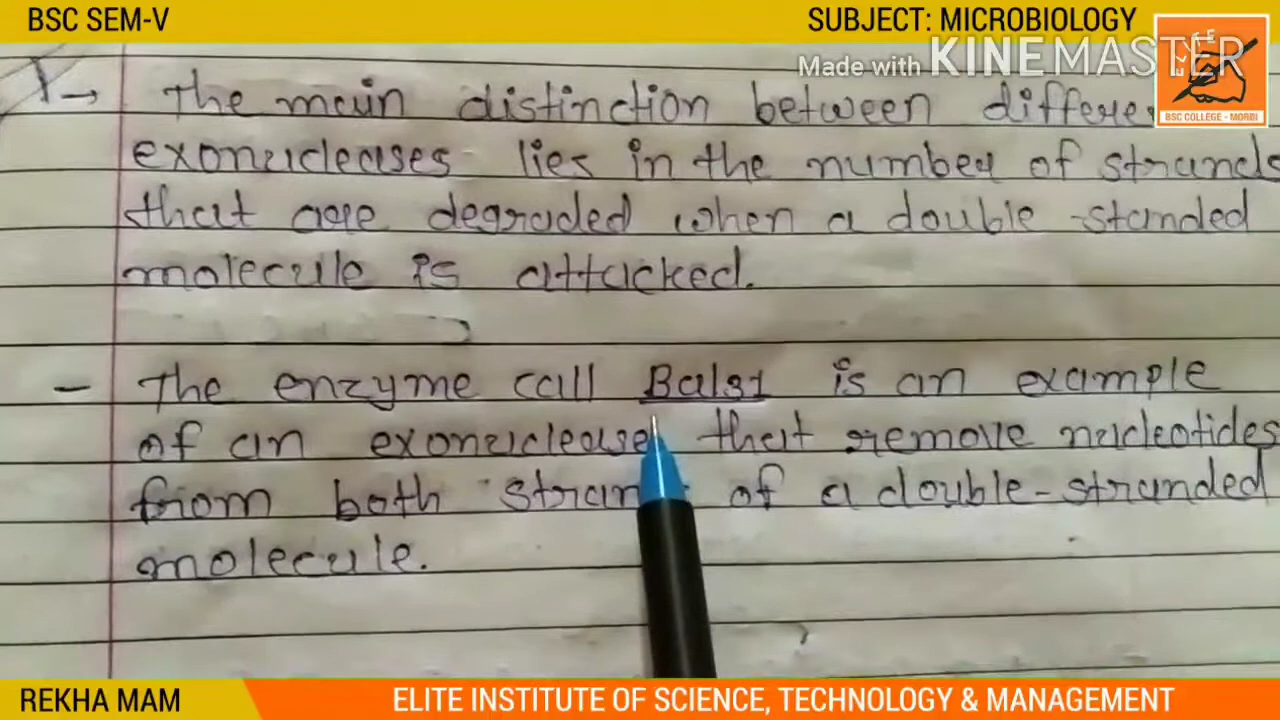 BSC SEM-V
SUBJECT: MICROBIOLOGY
Made with KINEMASTER
ELITE
BSC COLLEGE - MORBI
1→ The main distinction between differe
exonucleases lies in the number of strands
that are degraded when a double-standed
molecule is attacked.
- The enzyme call Bal31 is an example
of an exonuclease that remove nucleotides
from both stran of a double-stranded
molecule.
REKHA MAM
ELITE INSTITUTE OF SCIENCE, TECHNOLOGY & MANAGEMENT